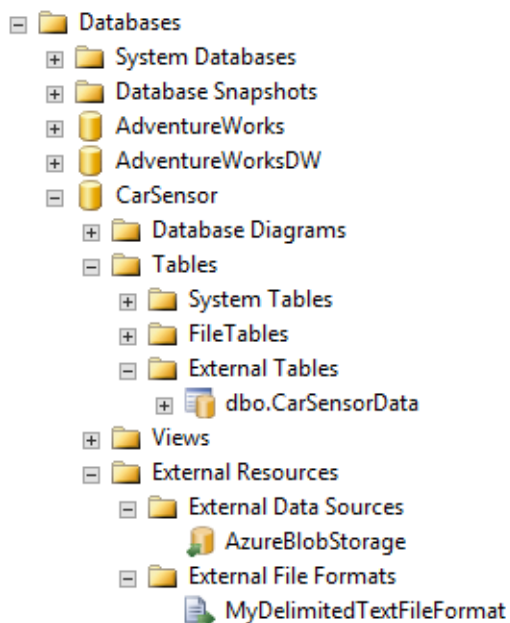 Databases
System Databases
Database Snapshots
AdventureWorks
AdventureWorksDW
CarSensor
Database Diagrams
Tables
System Tables
FileTables
External Tables
dbo.CarSensorData
Views
External Resources
External Data Sources
AzureBlobStorage
External File Formats
MyDelimitedTextFileFormat